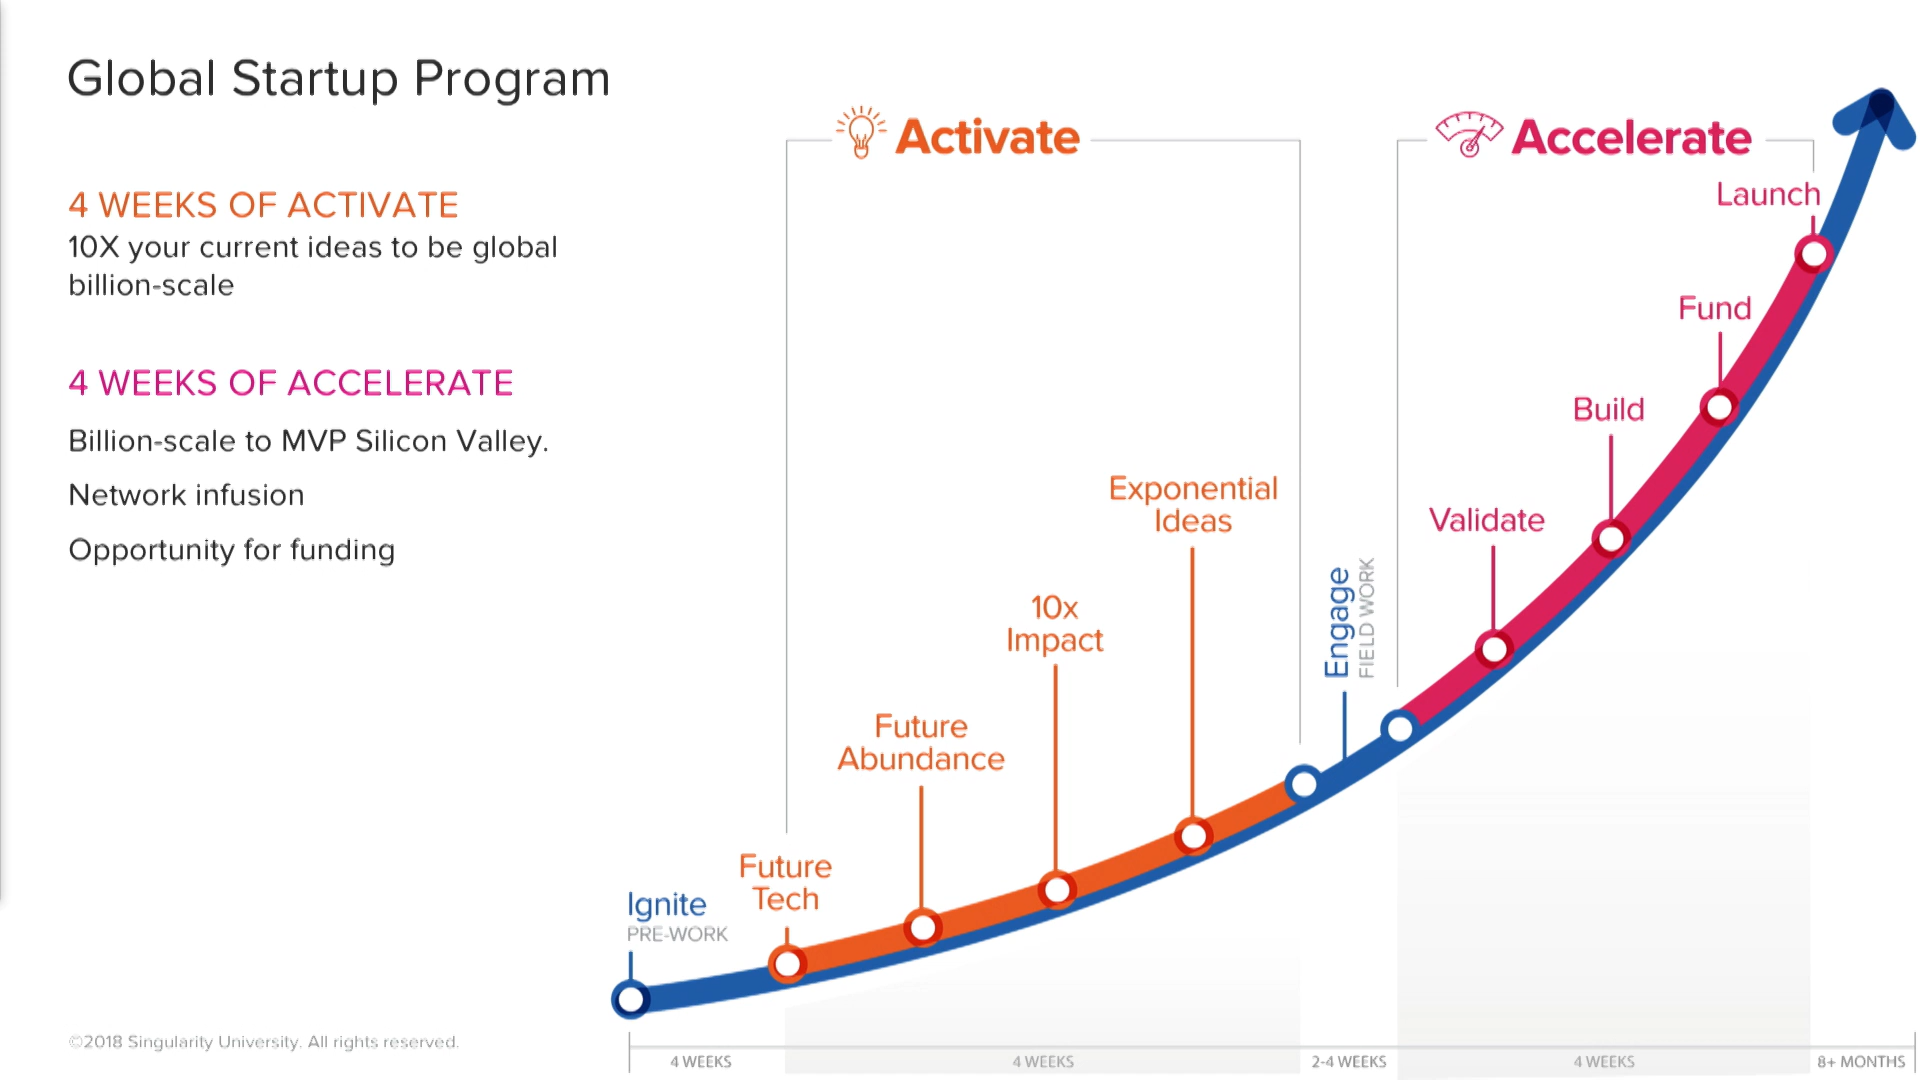 Global Startup Program
4 WEEKS OF ACTIVATE
10X your current ideas to be global
billion-scale
4 WEEKS OF ACCELERATE
Billion-scale to MVP Silicon Valley.
Network infusion
Opportunity for funding
Activate
Accelerate
Launch
Fund
Build
Validate
Exponential
Ideas
Engage
FIELD WORK
10x
Impact
Future
Abundance
Future
Tech
Ignite
PRE-WORK
4 WEEKS
4 WEEKS
2-4 WEEKS
4 WEEKS
8+ MONTHS
©2018 Singularity University. All rights reserved.